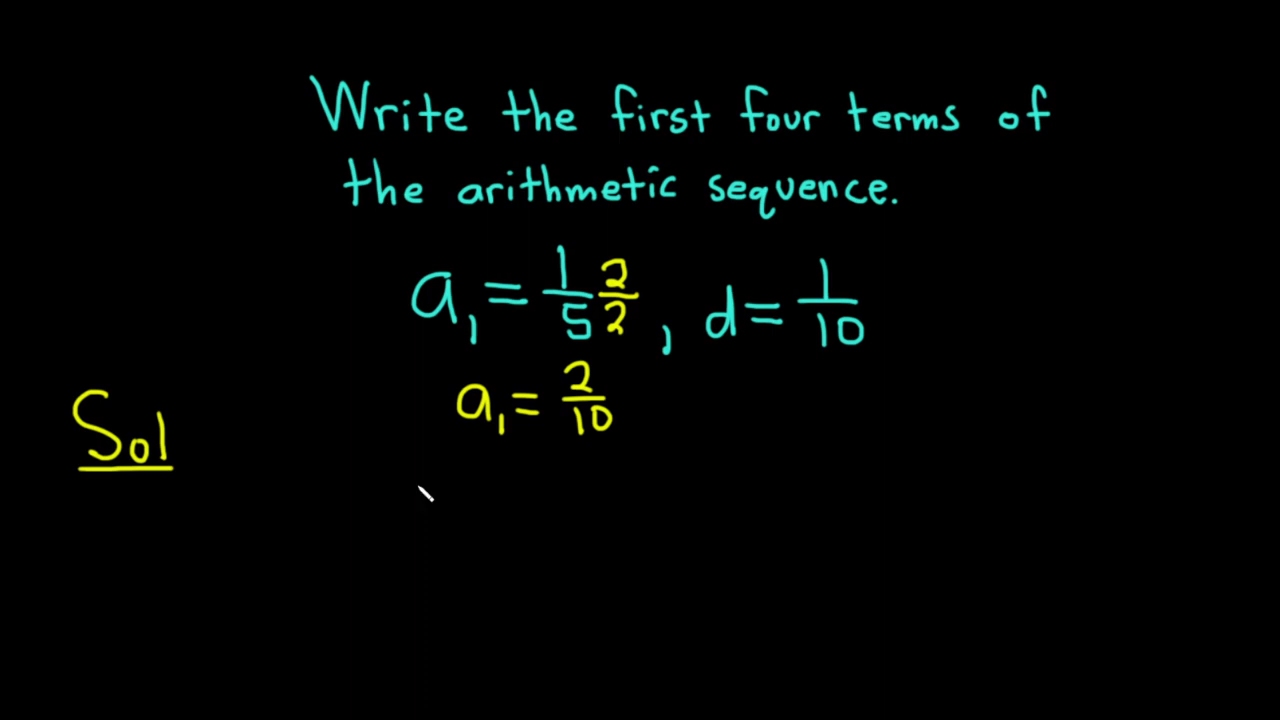 Write the first four terms of
the arithmetic sequence.
a₁ = 1/5 2/2 , d = 1/10
a₁ = 2/10
Sol